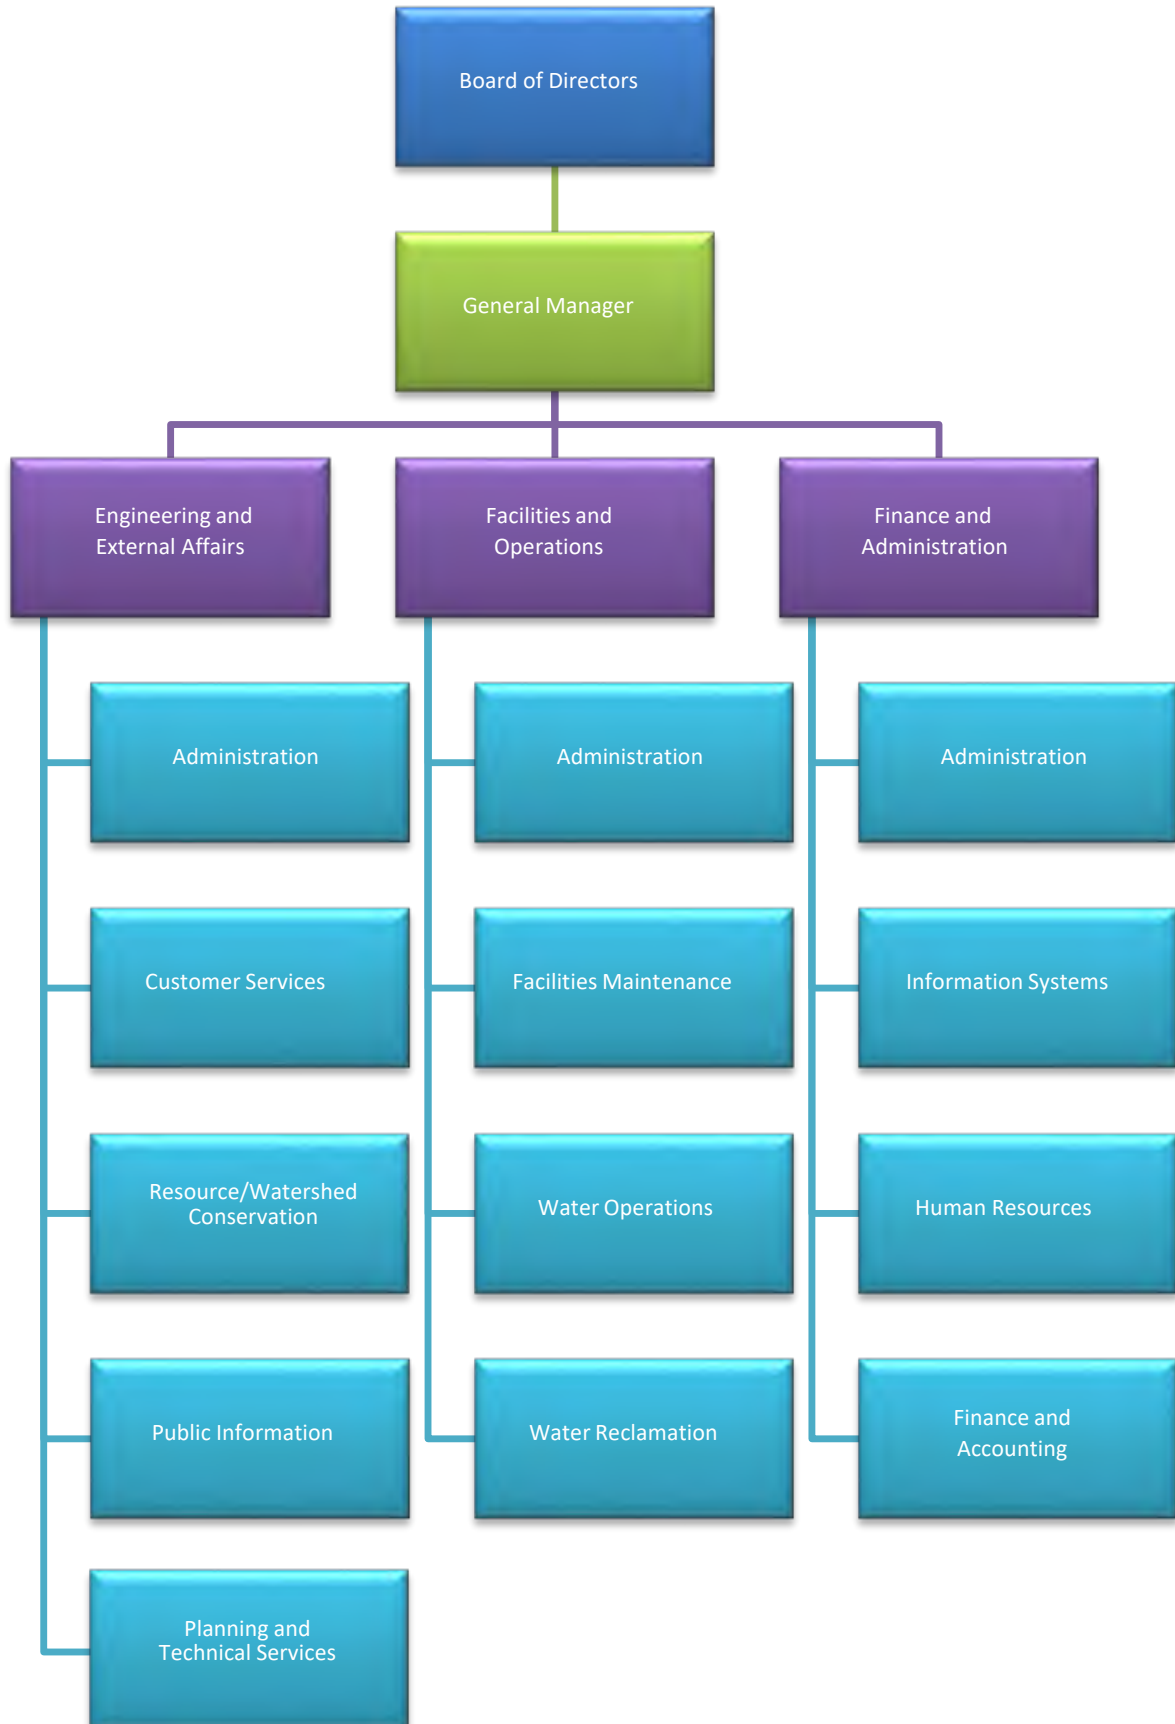 Board of Directors
General Manager
Engineering and
External Affairs
Facilities and
Operations
Finance and
Administration
Administration
Administration
Administration
Customer Services
Facilities Maintenance
Information Systems
Resource/Watershed
Conservation
Water Operations
Human Resources
Public Information
Water Reclamation
Finance and
Accounting
Planning and
Technical Services